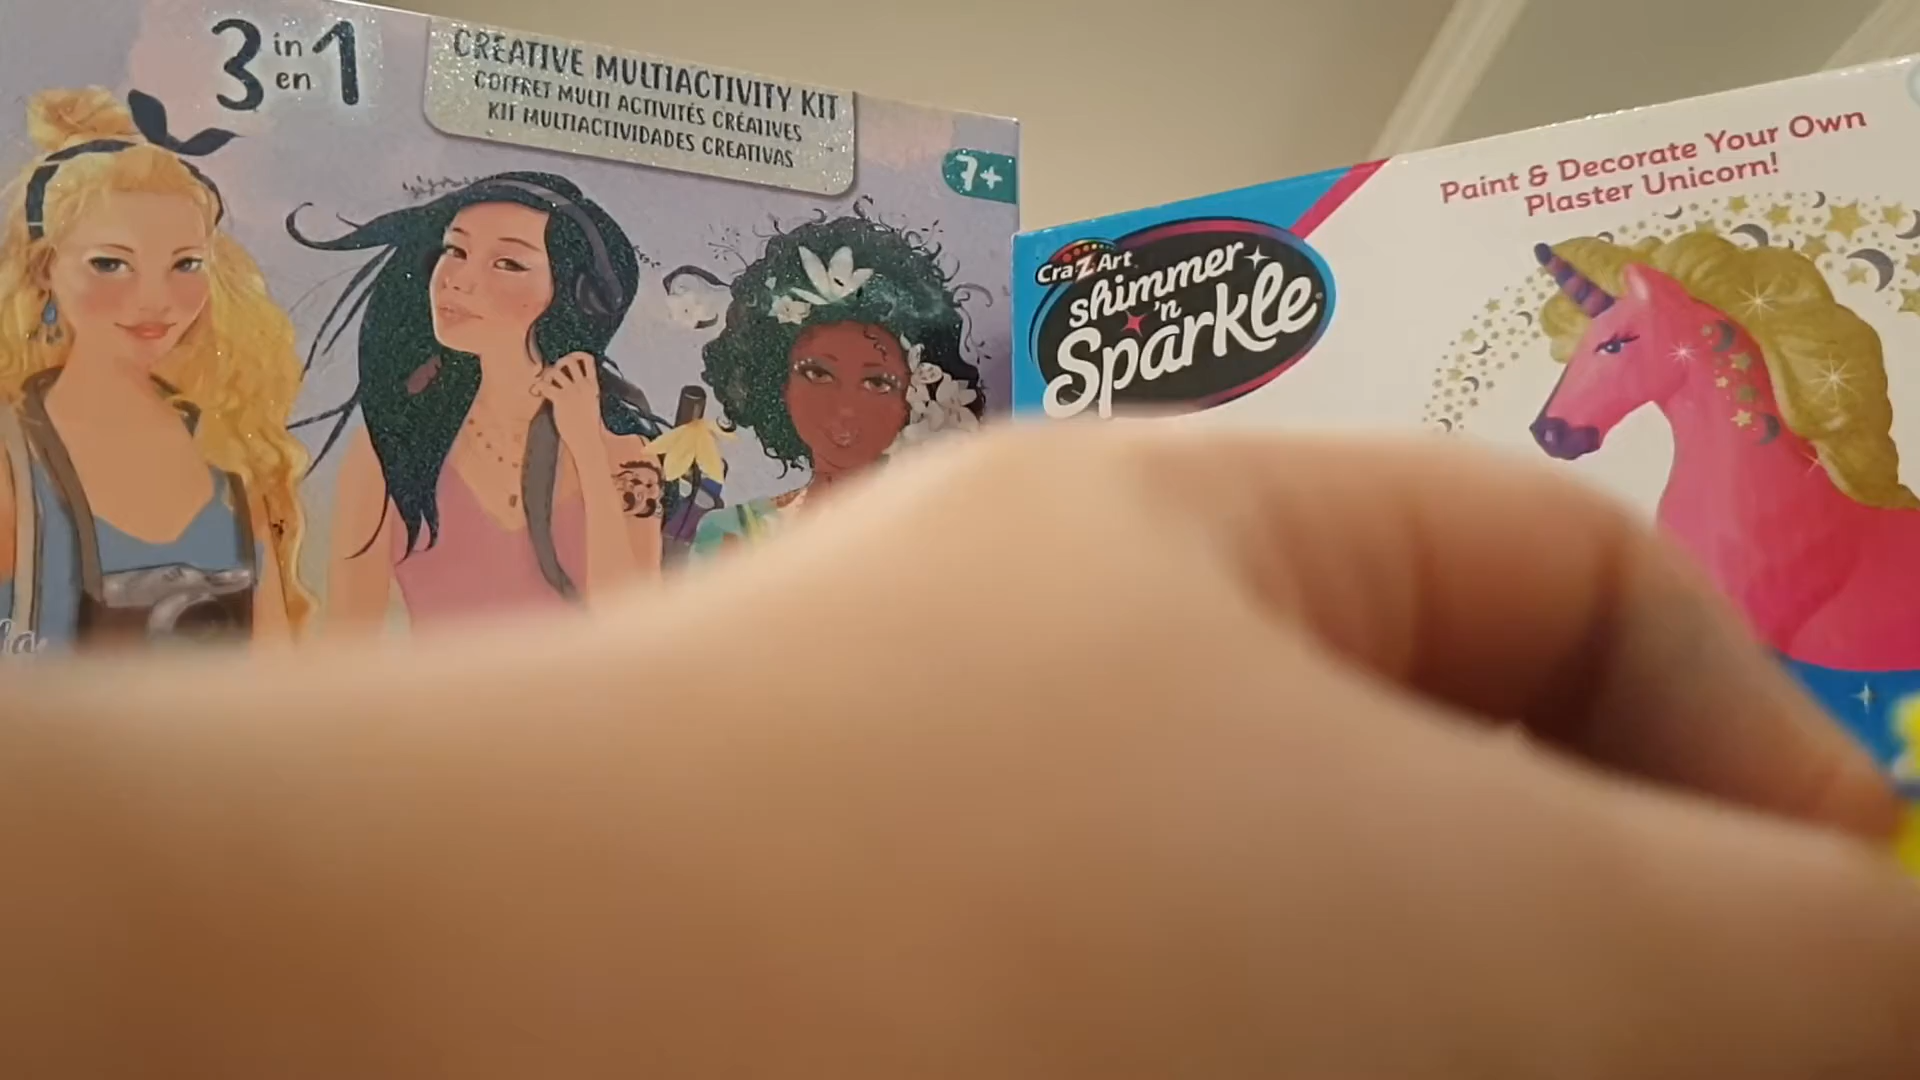 3 in en 1
CREATIVE MULTIACTIVITY KIT
COFFRET MULTI ACTIVITÉS CRÉATIVES
KIT MULTIACTIVIDADES CREATIVAS
7+
Paint & Decorate Your Own
Plaster Unicorn!
Cra-Z-Art
shimmer
'n
Sparkle